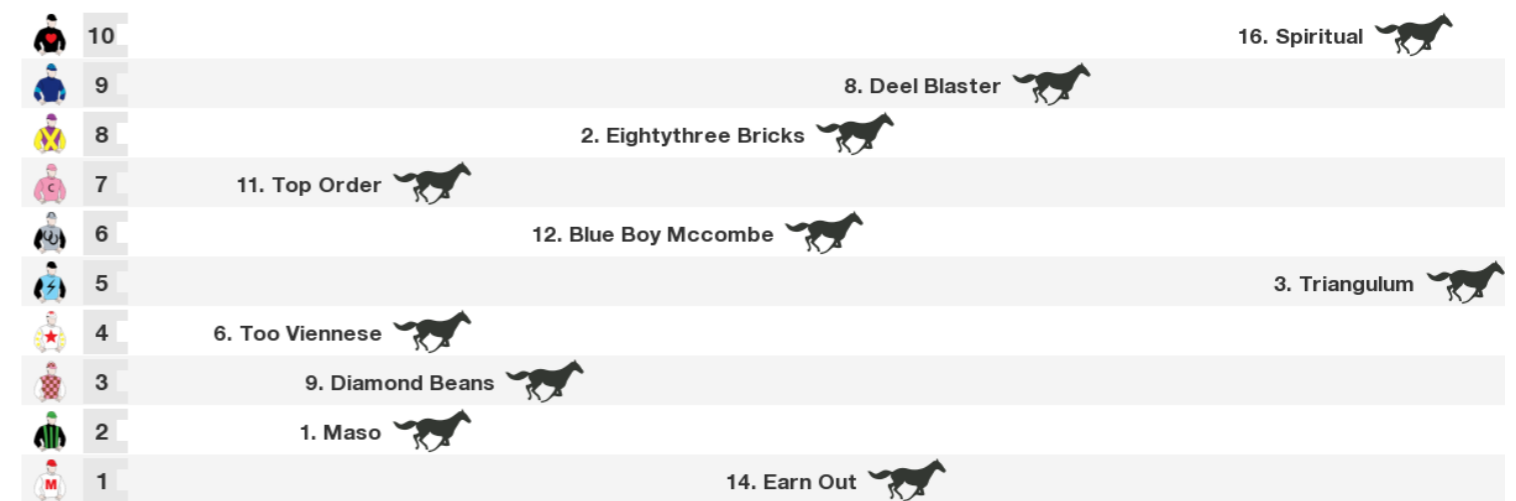 10 16. Spiritual
9 8. Deel Blaster
8 2. Eightythree Bricks
C 7 11. Top Order
6 12. Blue Boy Mccombe
5 3. Triangulum
4 6. Too Viennese
3 9. Diamond Beans
2 1. Maso
M 1 14. Earn Out